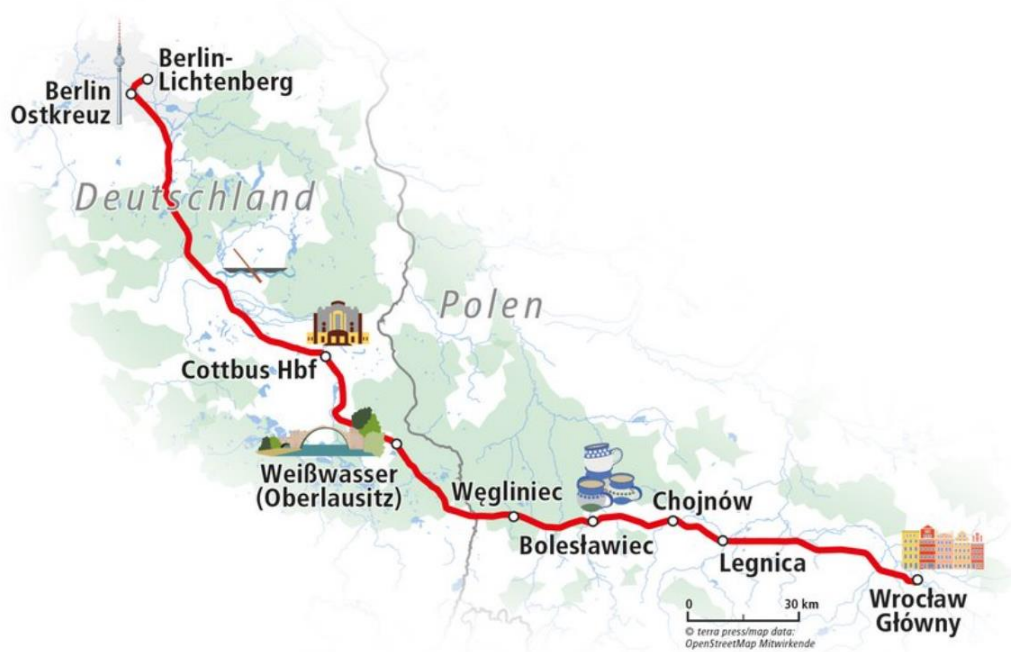 Berlin-
Lichtenberg
Berlin
Ostkreuz
Deutschland
Polen
Cottbus Hbf
Weißwasser
(Oberlausitz)
Węgliniec
Bolesławiec
Chojnów
Legnica
Wrocław
Główny
0 30 km
© terra press/map data:
OpenStreetMap Mitwirkende